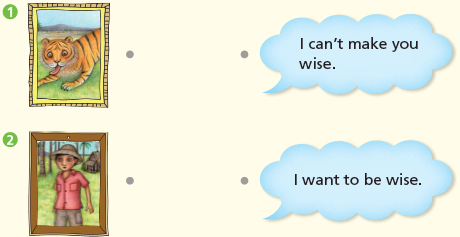 1
I can't make you
wise.
2
I want to be wise.